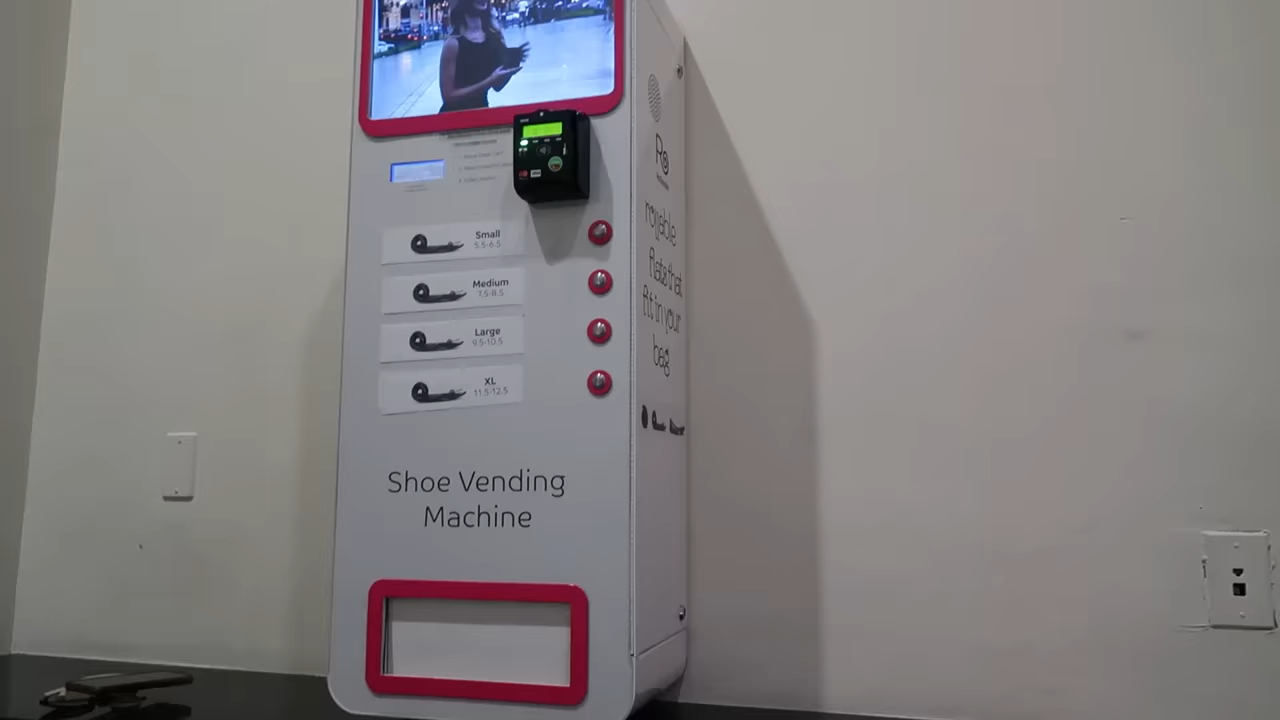 Small
5.5-6.5
Medium
7.5-8.5
Large
9.5-10.5
XL
11.5-12.5
Shoe Vending
Machine
Ro
rollable
flats that
fit in your
bag